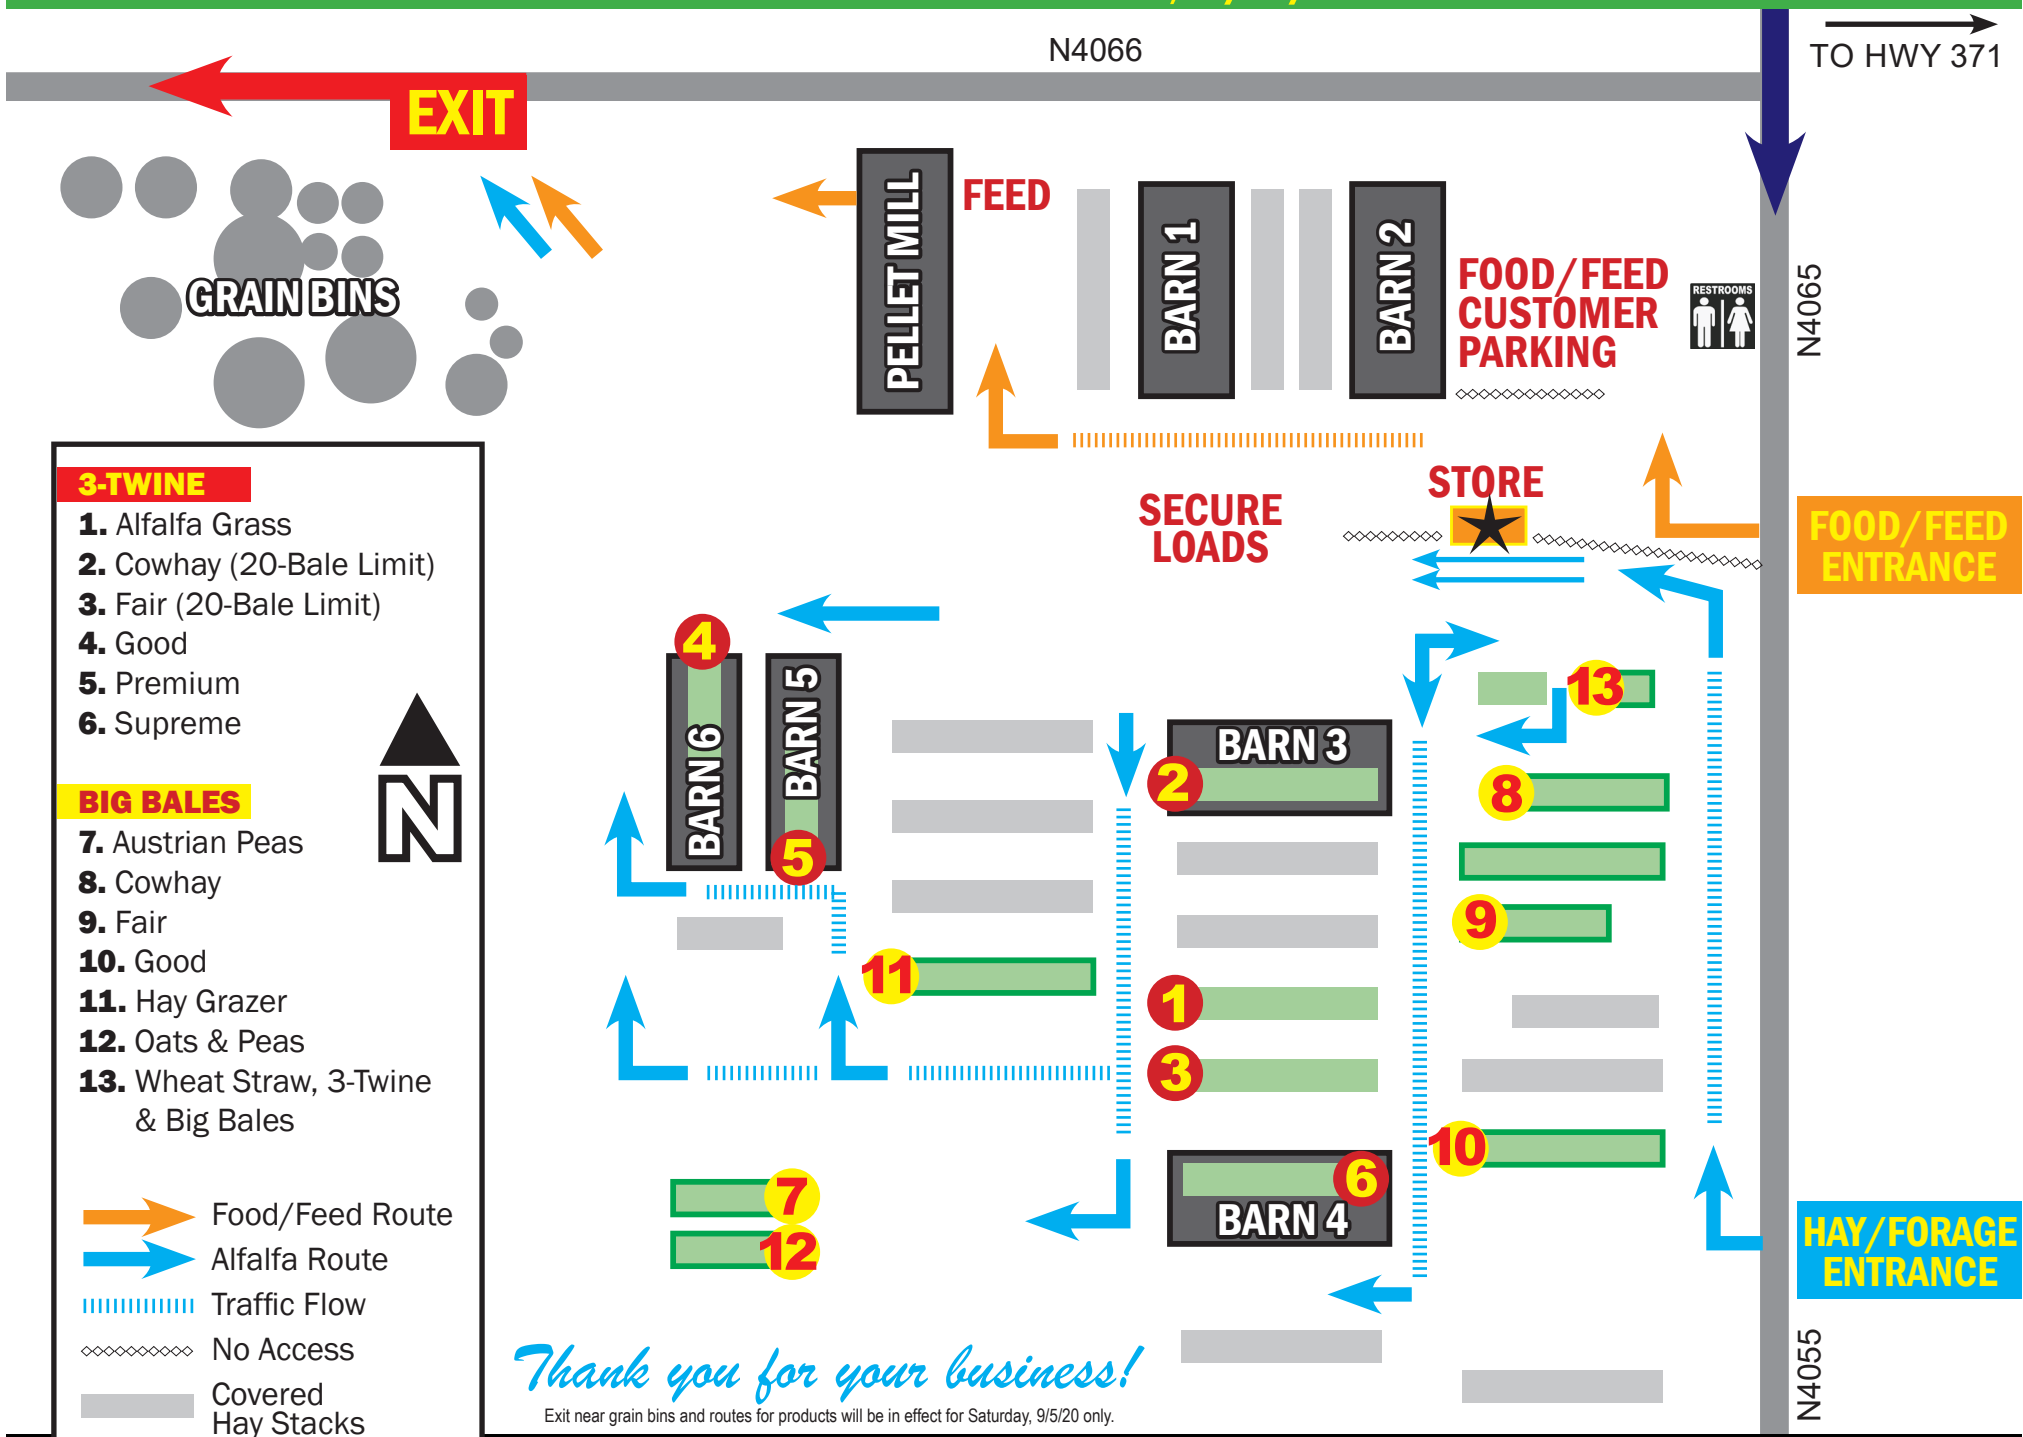 N4066
TO HWY 371
EXIT
PELLET MILL
FEED
BARN 1
BARN 2
FOOD/FEED
CUSTOMER
PARKING
RESTROOMS
N4065
GRAIN BINS
3-TWINE
1. Alfalfa Grass
2. Cowhay (20-Bale Limit)
3. Fair (20-Bale Limit)
4. Good
5. Premium
6. Supreme
BIG BALES
7. Austrian Peas
8. Cowhay
9. Fair
10. Good
11. Hay Grazer
12. Oats & Peas
13. Wheat Straw, 3-Twine
& Big Bales
N
Food/Feed Route
Alfalfa Route
Traffic Flow
No Access
Covered
Hay Stacks
SECURE
LOADS
STORE
FOOD/FEED
ENTRANCE
4
BARN 6
BARN 5
5
13
BARN 3
2
8
9
11
1
3
10
6
BARN 4
7
12
HAY/FORAGE
ENTRANCE
N4055
Thank you for your business!
Exit near grain bins and routes for products will be in effect for Saturday, 9/5/20 only.